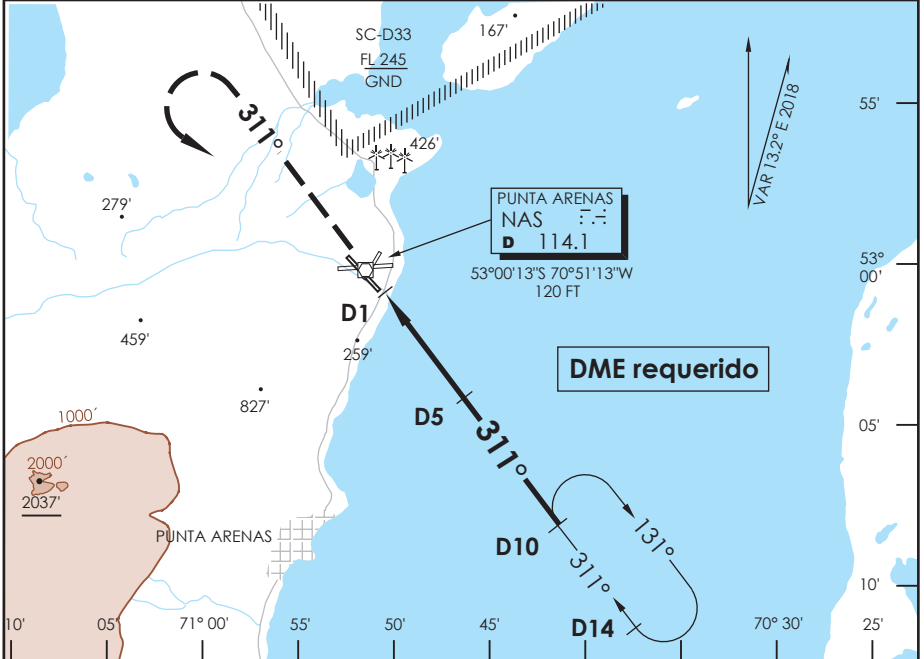 SC-D33
FL 245
GND
167'
55'
VAR 13.2° E 2018
311°
426'
279'
PUNTA ARENAS
NAS
D 114.1
53°00'13"S 70°51'13"W
120 FT
53°
00'
D1
459'
259'
DME requerido
827'
D5
05'
1000´
311°
2000´
2037'
PUNTA ARENAS
D10
131°
311°
10'
D14
10'
05'
71° 00'
55'
50'
45'
70° 30'
25'